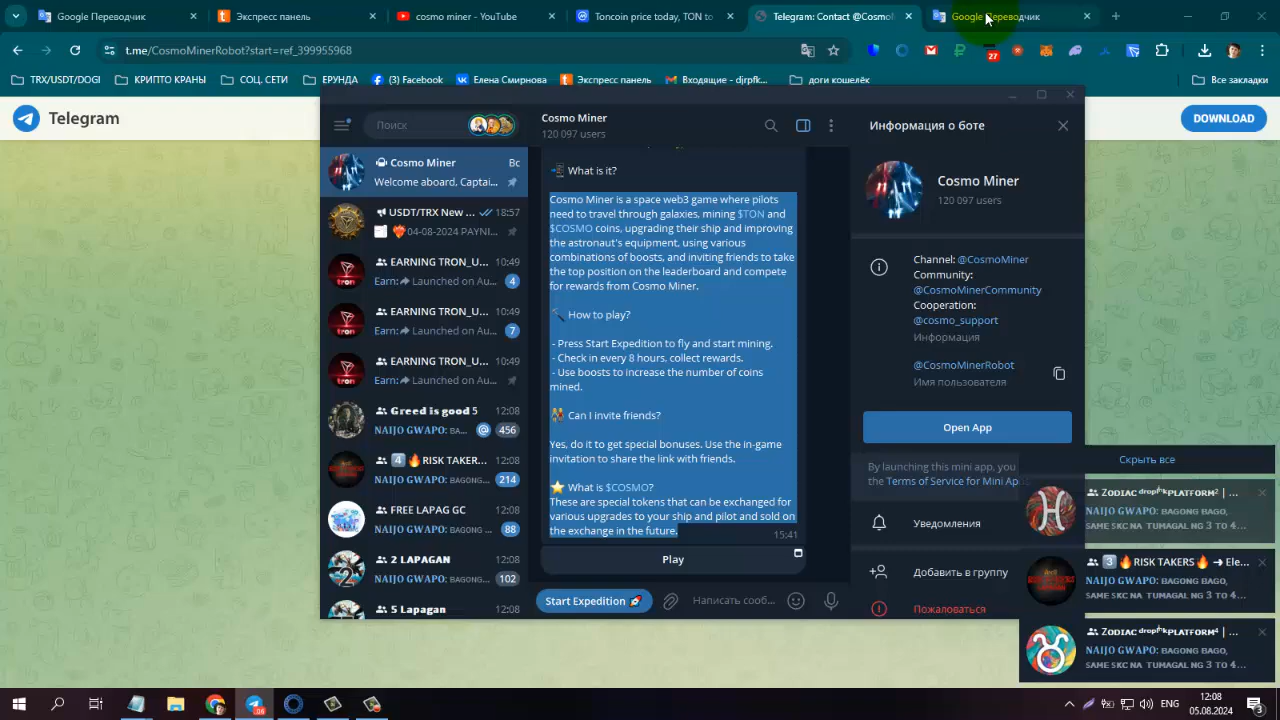 Google Переводчик
Экспресс панель
cosmo miner - YouTube
Toncoin price today, TON to
Telegram: Contact @Cosmo
Google Переводчик
t.me/CosmoMinerRobot?start=ref_399955968
27
TRX/USDT/DOGI
КРИПТО КРАНЫ
СОЦ. СЕТИ
ЕРУНДА
(3) Facebook
Елена Смирнова
Экспресс панель
Входящие - djrpfk...
доги кошелёк
Все закладки
Telegram
DOWNLOAD
Поиск
Cosmo Miner
120 097 users
Информация о боте
Cosmo Miner
Вс
Welcome aboard, Captai...
USDT/TRX New ...
18:57
04-08-2024 PAYNI...
EARNING TRON_U...
10:49
Earn: Launched on Au...
4
EARNING TRON_U...
10:49
Earn: Launched on Au...
7
EARNING TRON_U...
10:49
Earn: Launched on Au...
Greed is good 5
12:08
NAIJO GWAPO: BA...
@
456
4 RISK TAKER...
12:08
NAIJO GWAPO: BAGONG...
214
FREE LAPAG GC
12:08
NAIJO GWAPO: BAGONG...
88
2 LAPAGAN
12:08
NAIJO GWAPO: BAGONG...
102
5 Lapagan
12:08
What is it?
Cosmo Miner is a space web3 game where pilots
need to travel through galaxies, mining $TON and
$COSMO coins, upgrading their ship and improving
the astronaut's equipment, using various
combinations of boosts, and inviting friends to take
the top position on the leaderboard and compete
for rewards from Cosmo Miner.
How to play?
- Press Start Expedition to fly and start mining.
- Check in every 8 hours, collect rewards.
- Use boosts to increase the number of coins
mined.
Can I invite friends?
Yes, do it to get special bonuses. Use the in-game
invitation to share the link with friends.
What is $COSMO?
These are special tokens that can be exchanged for
various upgrades to your ship and pilot and sold on
the exchange in the future.
15:41
Play
Start Expedition
Написать сооб...
Cosmo Miner
120 097 users
Channel: @CosmoMiner
Community:
@CosmoMinerCommunity
Cooperation:
@cosmo_support
Информация
@CosmoMinerRobot
Имя пользователя
Open App
By launching this mini app, you
the Terms of Service for Mini Ap
Уведомления
Добавить в группу
Пожаловаться
Скрыть все
ZODIAC
PLATFORM² | ...
NAIJO GWAPO: BAGONG BAGO,
SAME SKC NA TUMAGAL NG 3 TO 4...
3 RISK TAKERS ➜ Ele...
NAIJO GWAPO: BAGONG BAGO,
SAME SKC NA TUMAGAL NG 3 TO 4...
ZODIAC
PLATFORM⁴ | ...
NAIJO GWAPO: BAGONG BAGO,
SAME SKC NA TUMAGAL NG 3 TO 4...
ENG
12:08
05.08.2024
3